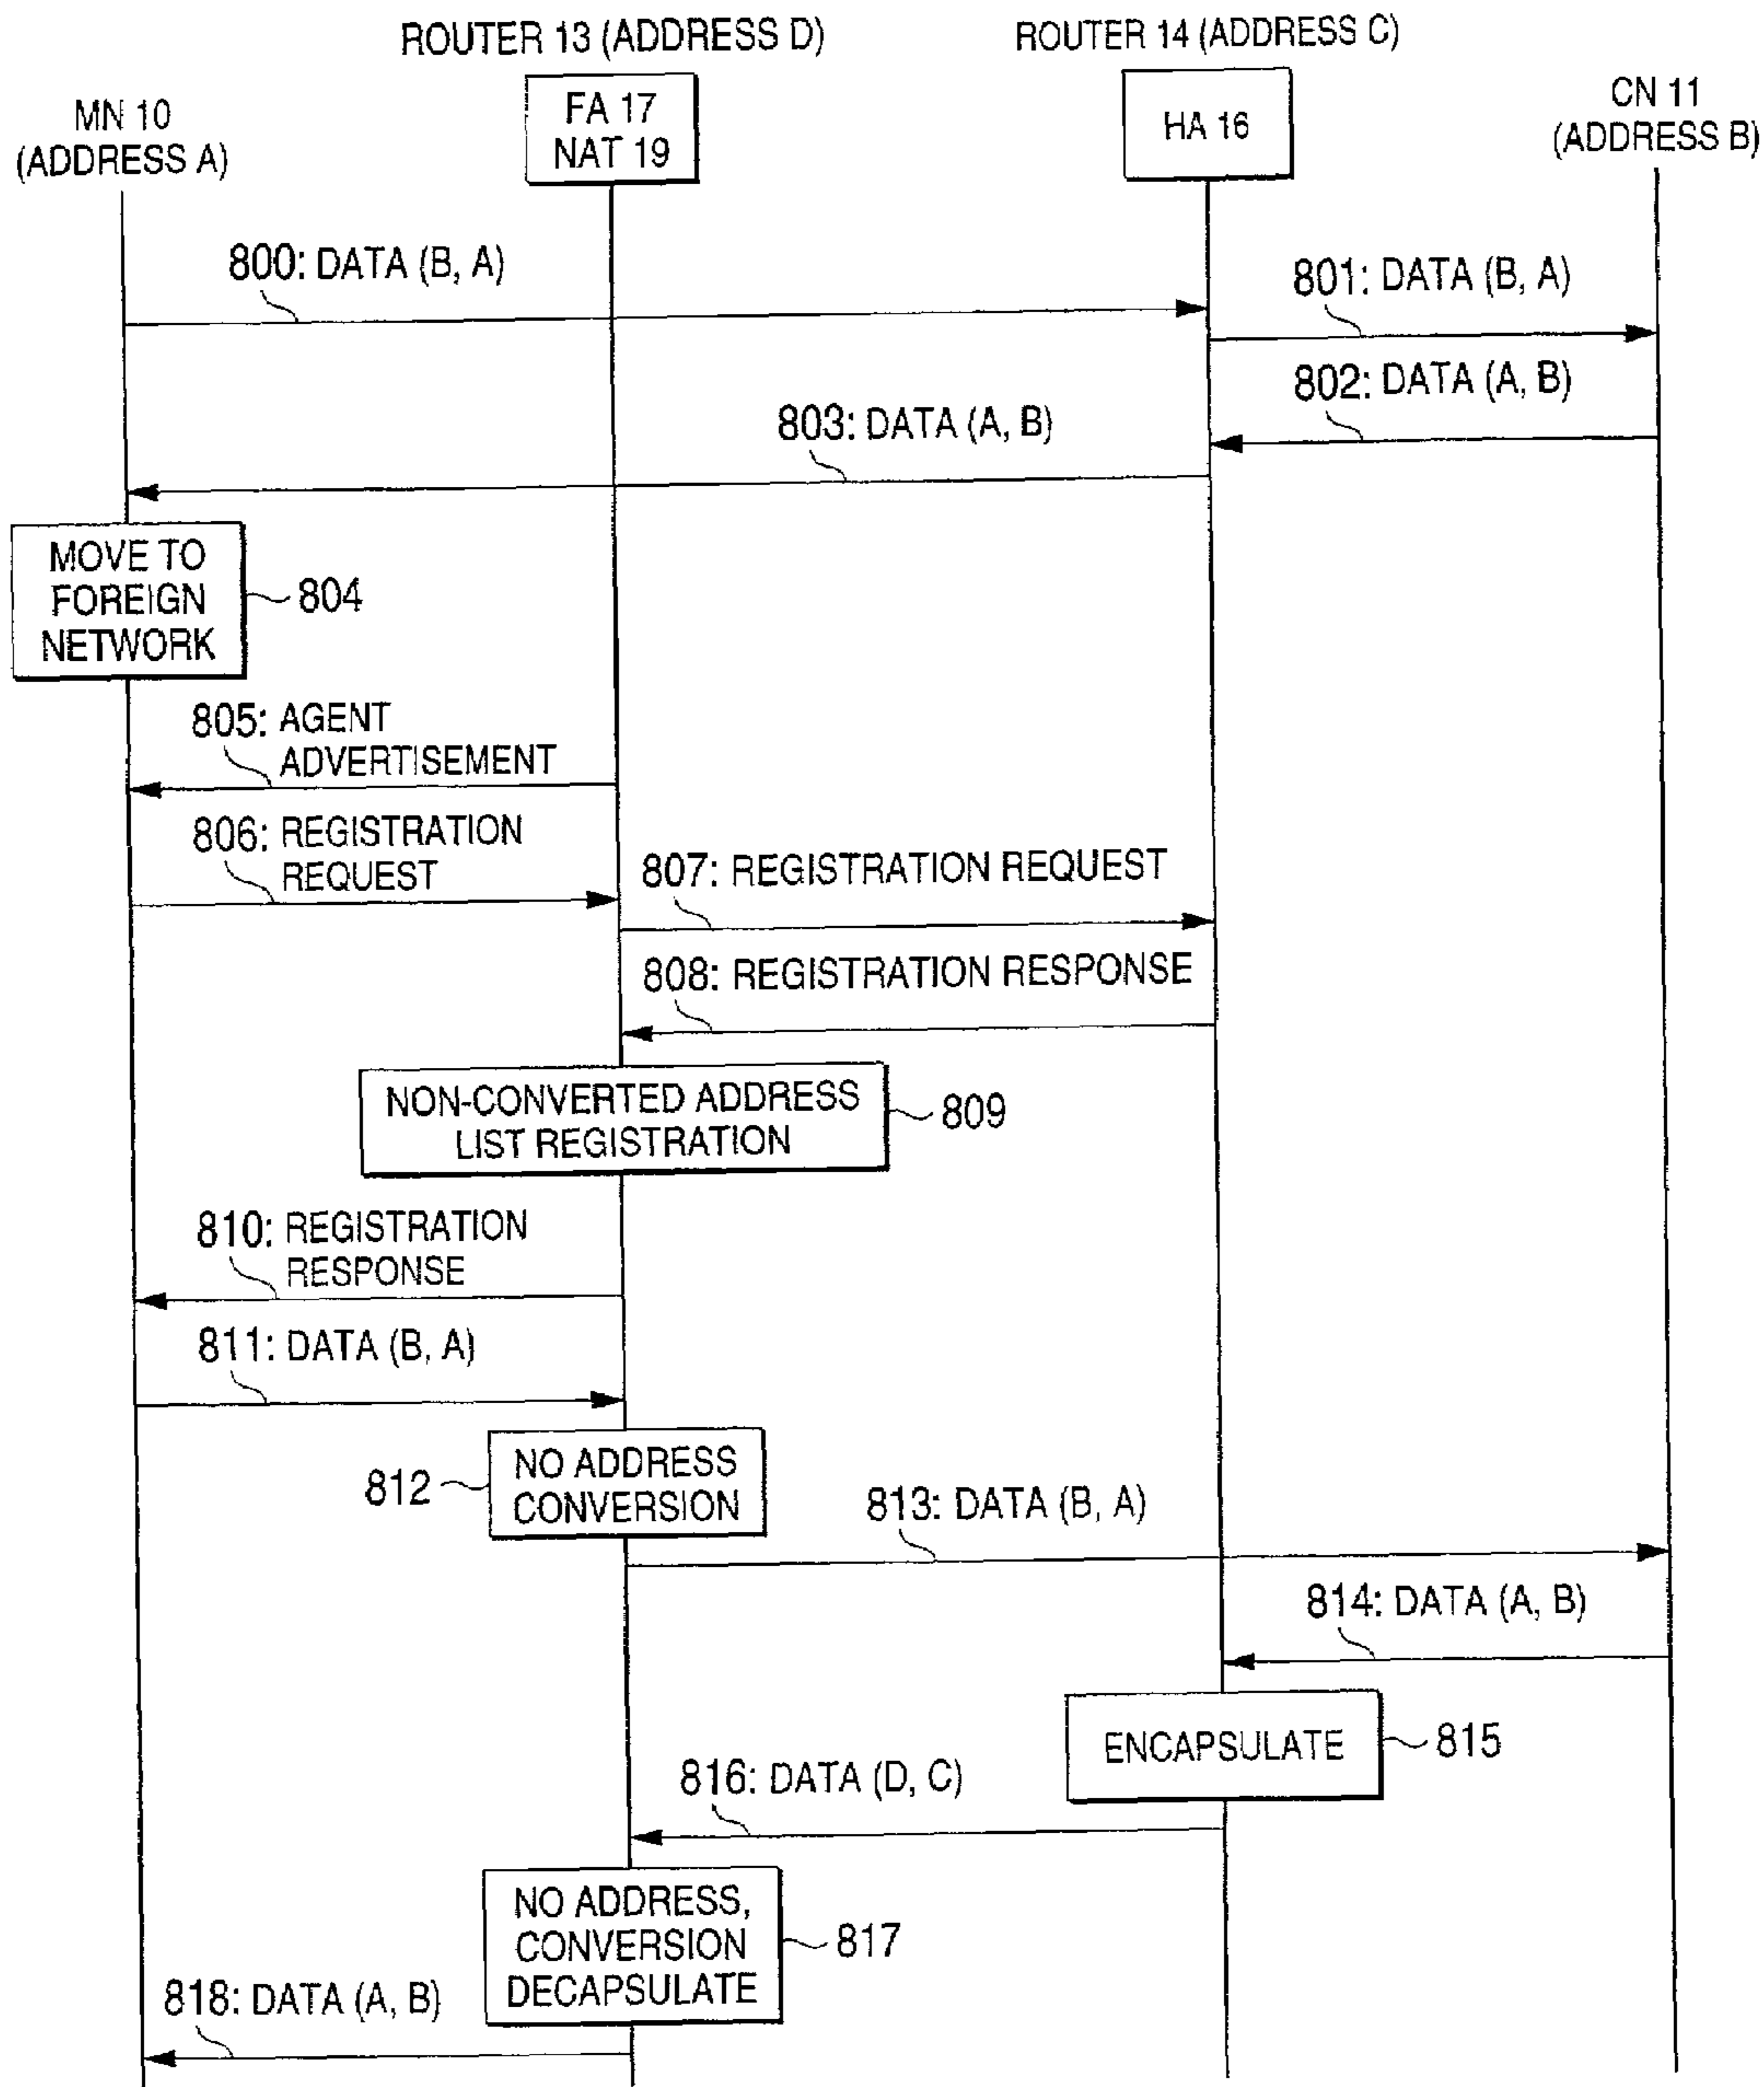 ROUTER 13 (ADDRESS D)
ROUTER 14 (ADDRESS C)
MN 10
(ADDRESS A)
FA 17
NAT 19
HA 16
CN 11
(ADDRESS B)
800: DATA (B, A)
801: DATA (B, A)
802: DATA (A, B)
803: DATA (A, B)
MOVE TO
FOREIGN
NETWORK
804
805: AGENT
ADVERTISEMENT
806: REGISTRATION
REQUEST
807: REGISTRATION REQUEST
808: REGISTRATION RESPONSE
NON-CONVERTED ADDRESS
LIST REGISTRATION
809
810: REGISTRATION
RESPONSE
811: DATA (B, A)
812
NO ADDRESS
CONVERSION
813: DATA (B, A)
814: DATA (A, B)
ENCAPSULATE
815
816: DATA (D, C)
NO ADDRESS,
CONVERSION
DECAPSULATE
817
818: DATA (A, B)